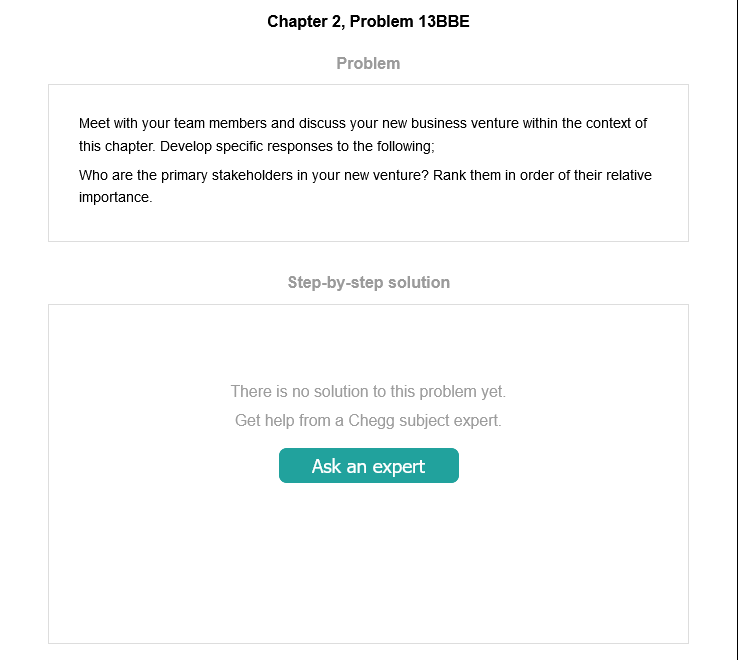 Chapter 2, Problem 13BBE
Problem
Meet with your team members and discuss your new business venture within the context of
this chapter. Develop specific responses to the following;
Who are the primary stakeholders in your new venture? Rank them in order of their relative
importance.
Step-by-step solution
There is no solution to this problem yet.
Get help from a Chegg subject expert.
Ask an expert